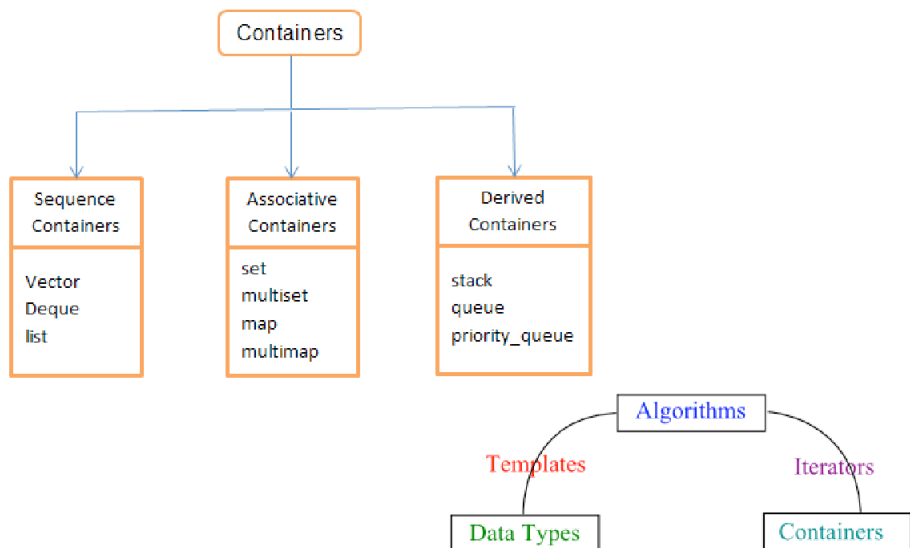 Containers
Sequence
Containers
Vector
Deque
list
Associative
Containers
set
multiset
map
multimap
Derived
Containers
stack
queue
priority_queue
Algorithms
Templates
Iterators
Data Types
Containers